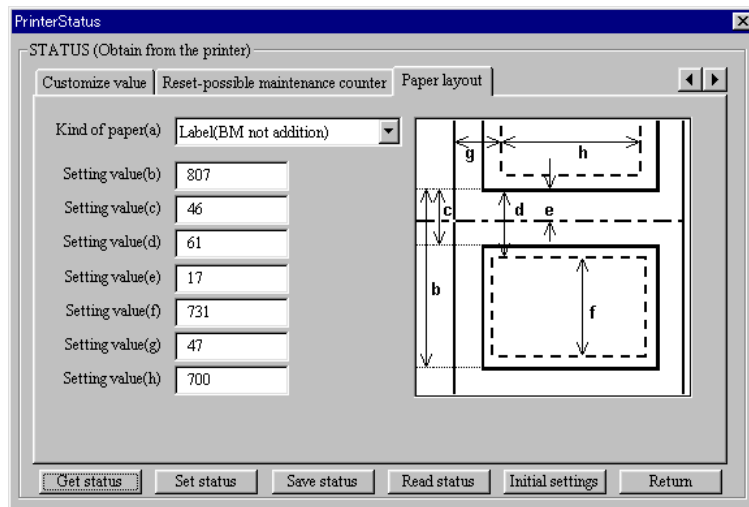 PrinterStatus
STATUS (Obtain from the printer)
Customize value Reset-possible maintenance counter Paper layout
Kind of paper(a) Label(BM not addition)
Setting value(b) 807
Setting value(c) 46
Setting value(d) 61
Setting value(e) 17
Setting value(f) 731
Setting value(g) 47
Setting value(h) 700
g h
c d e
b
f
Get status Set status Save status Read status Initial settings Return